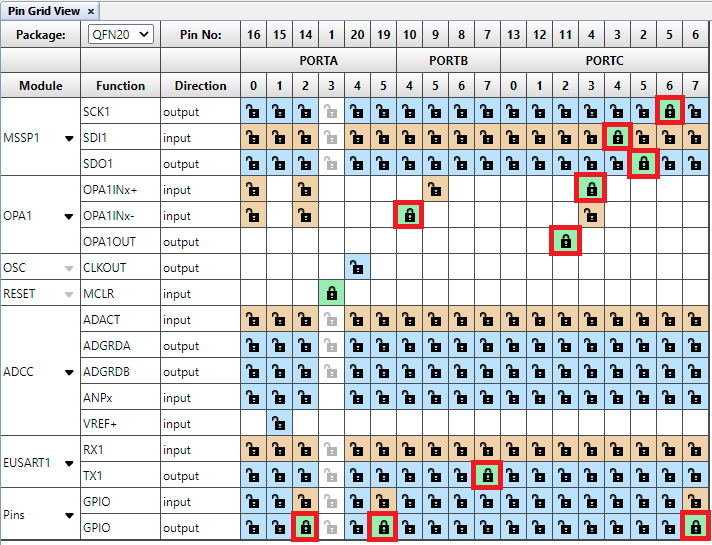 Pin Grid View ×
Package: QFN20 Pin No: 16 15 14 1 20 19 10 9 8 7 13 12 11 4 3 2 5 6
PORTA PORTB PORTC
Module Function Direction 0 1 2 3 4 5 4 5 6 7 0 1 2 3 4 5 6 7
MSSP1 SCK1 output
SDI1 input
SDO1 output
OPA1 OPA1INx+ input
OPA1INx- input
OPA1OUT output
OSC CLKOUT output
RESET MCLR input
ADCC ADACT input
ADGRDA output
ADGRDB output
ANPx input
VREF+ input
EUSART1 RX1 input
TX1 output
Pins GPIO input
GPIO output